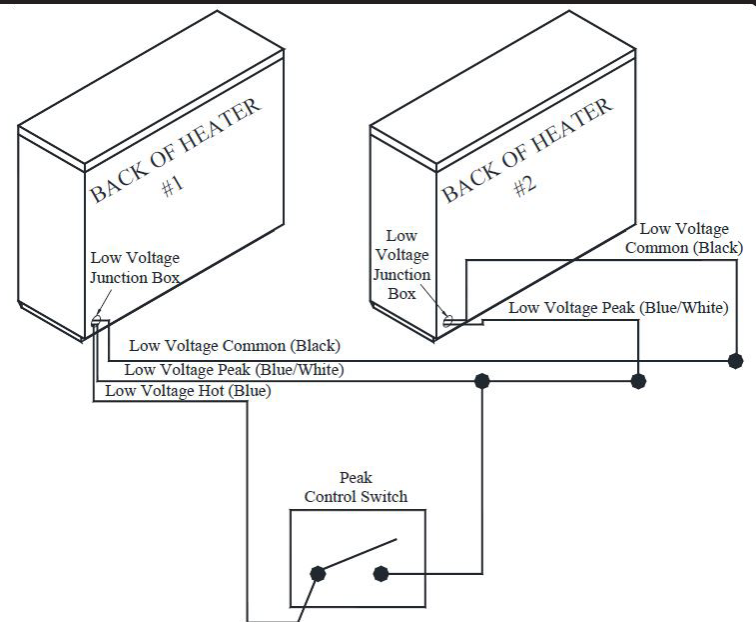 BACK OF HEATER
#1
BACK OF HEATER
#2
Low Voltage
Junction Box
Low
Voltage
Junction
Box
Low Voltage
Common (Black)
Low Voltage Peak (Blue/White)
Low Voltage Common (Black)
Low Voltage Peak (Blue/White)
Low Voltage Hot (Blue)
Peak
Control Switch